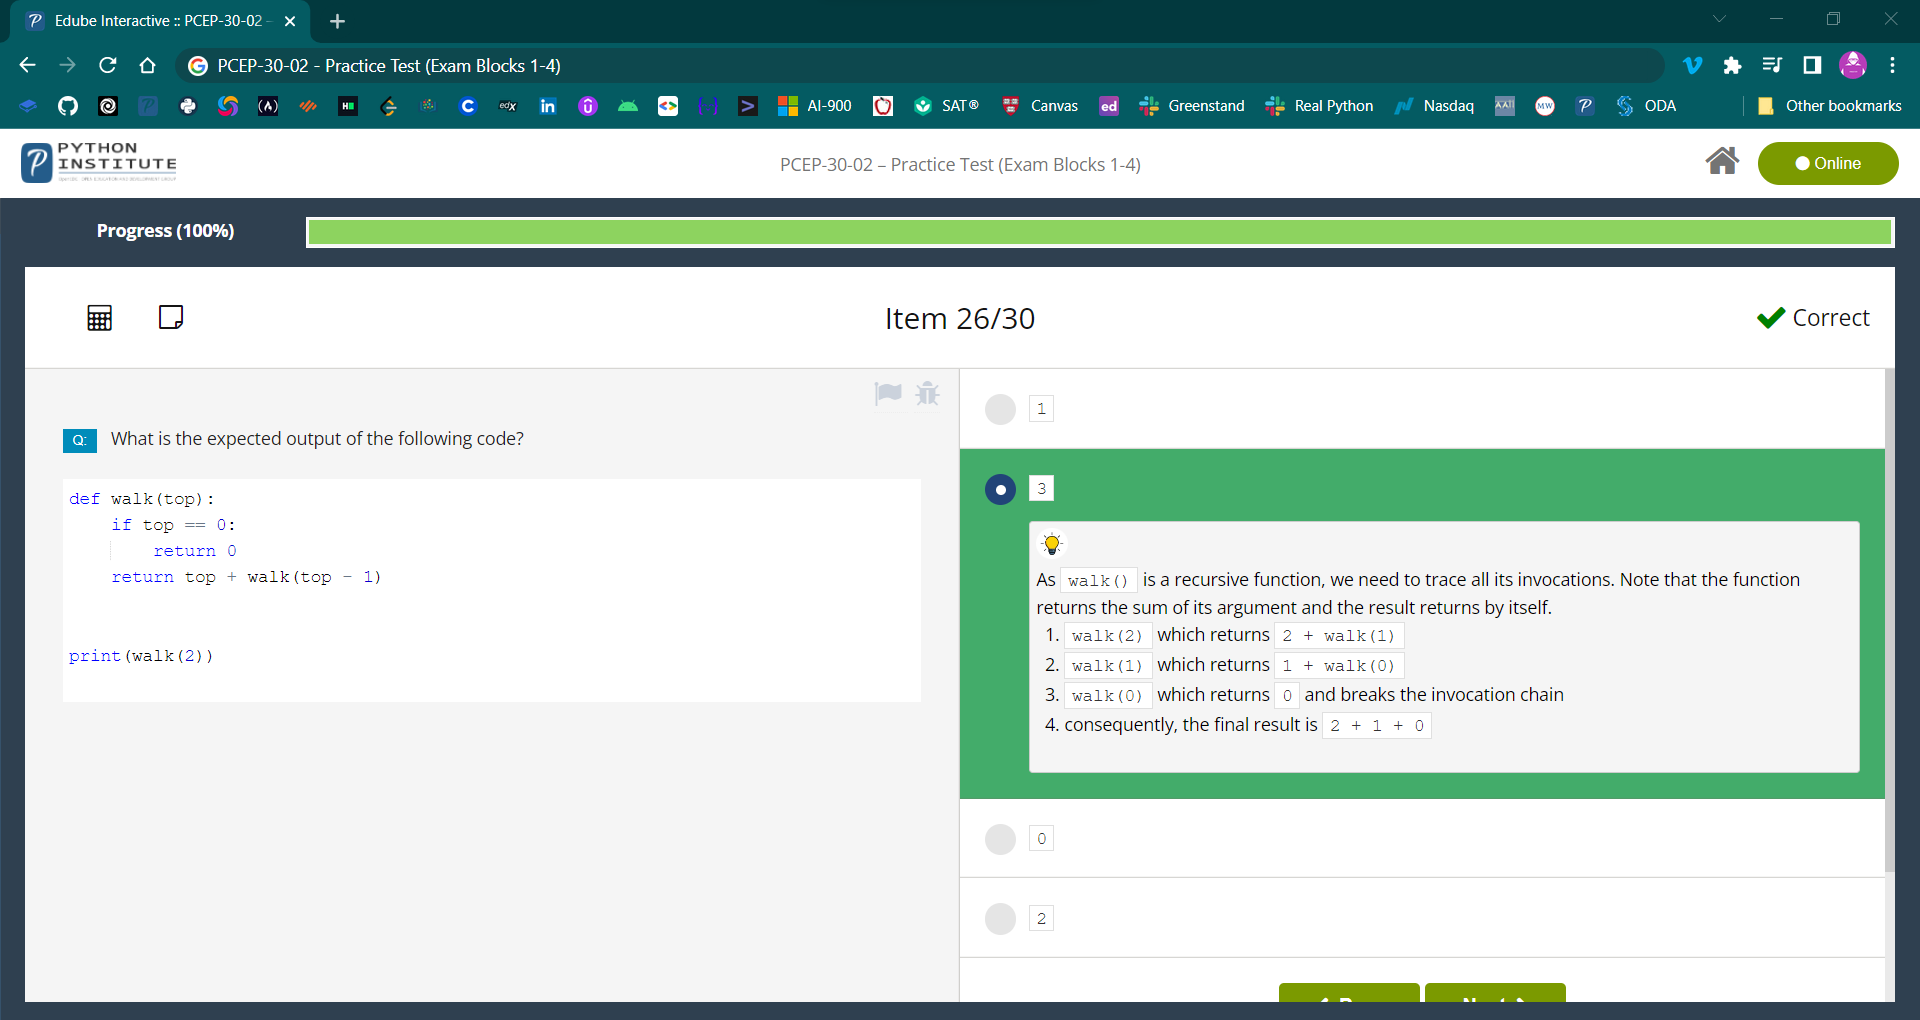 Edube Interactive :: PCEP-30-02 -
PCEP-30-02 - Practice Test (Exam Blocks 1-4)
AI-900
SAT®
Canvas
ed
Greenstand
Real Python
Nasdaq
MW
ODA
Other bookmarks
PYTHON
INSTITUTE
PCEP-30-02 – Practice Test (Exam Blocks 1-4)
Online
Progress (100%)
Item 26/30
Correct
Q: What is the expected output of the following code?
def walk(top):
    if top == 0:
        return 0
    return top + walk(top - 1)
print(walk(2))
1
3
As walk() is a recursive function, we need to trace all its invocations. Note that the function
returns the sum of its argument and the result returns by itself.
1. walk(2) which returns 2 + walk(1)
2. walk(1) which returns 1 + walk(0)
3. walk(0) which returns 0 and breaks the invocation chain
4. consequently, the final result is 2 + 1 + 0
0
2